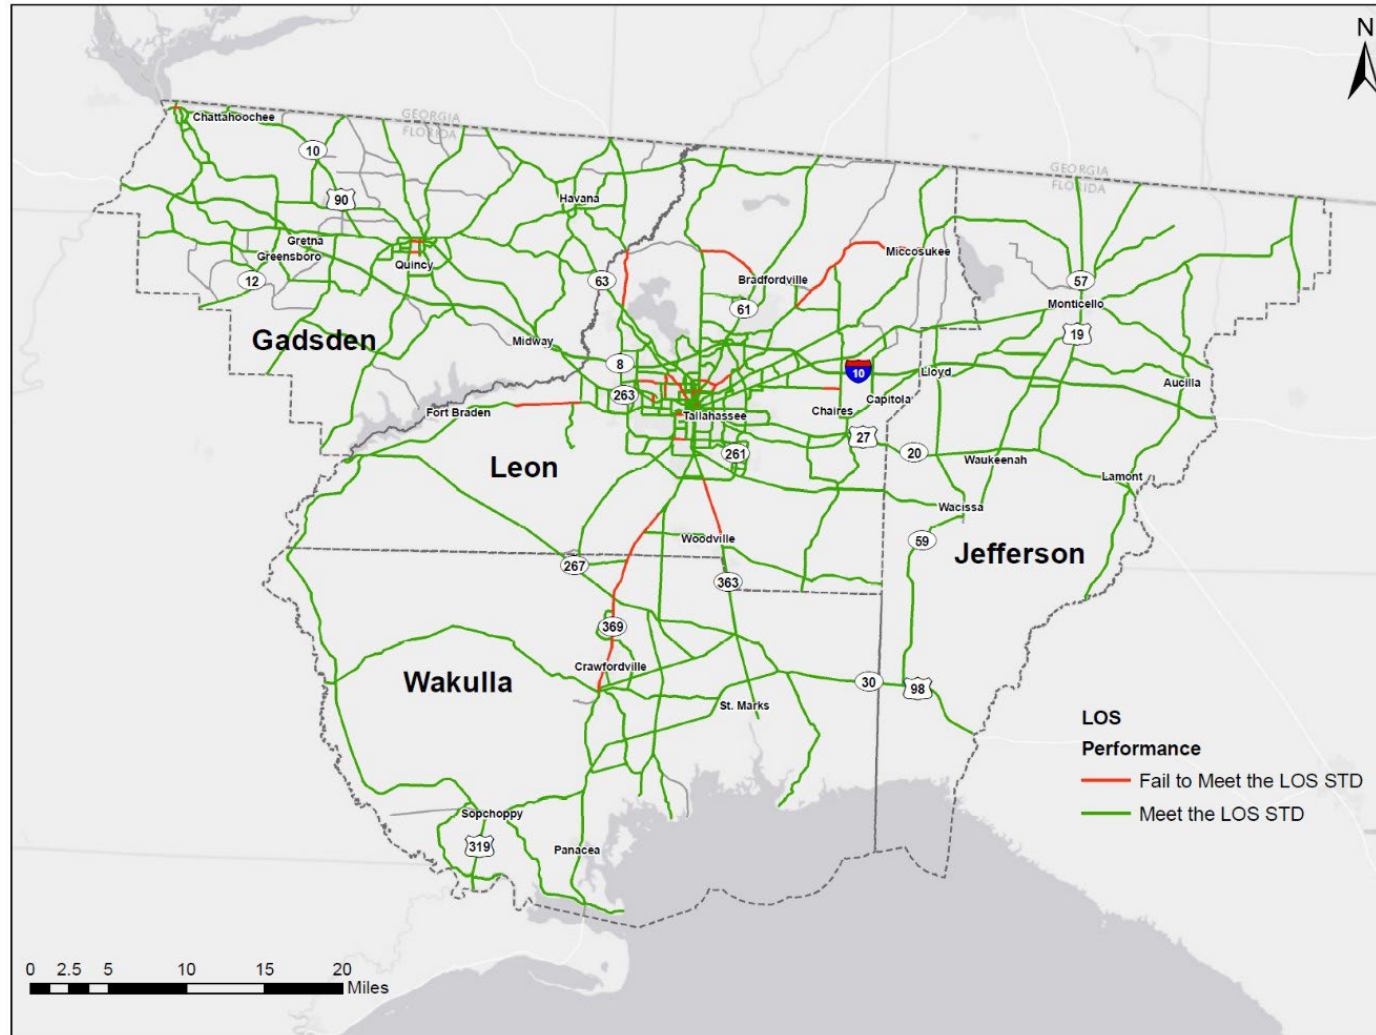 N
GEORGIA
FLORIDA
Chattahoochee
10
90
Havana
GEORGIA
FLORIDA
Gretna
Greensboro
Quincy
12
63
Bradfordville
Miccosukee
61
57
Monticello
19
Gadsden
Midway
8
263
10
Lloyd
Aucilla
Fort Braden
Tallahassee
Chaires
Capitola
27
261
20
Waukeenah
Lamont
Leon
Wacissa
Woodville
59
Jefferson
267
363
369
Crawfordville
Wakulla
30
98
St. Marks
LOS
Performance
Fail to Meet the LOS STD
Meet the LOS STD
Sopchoppy
319
Panacea
0 2.5 5 10 15 20
Miles